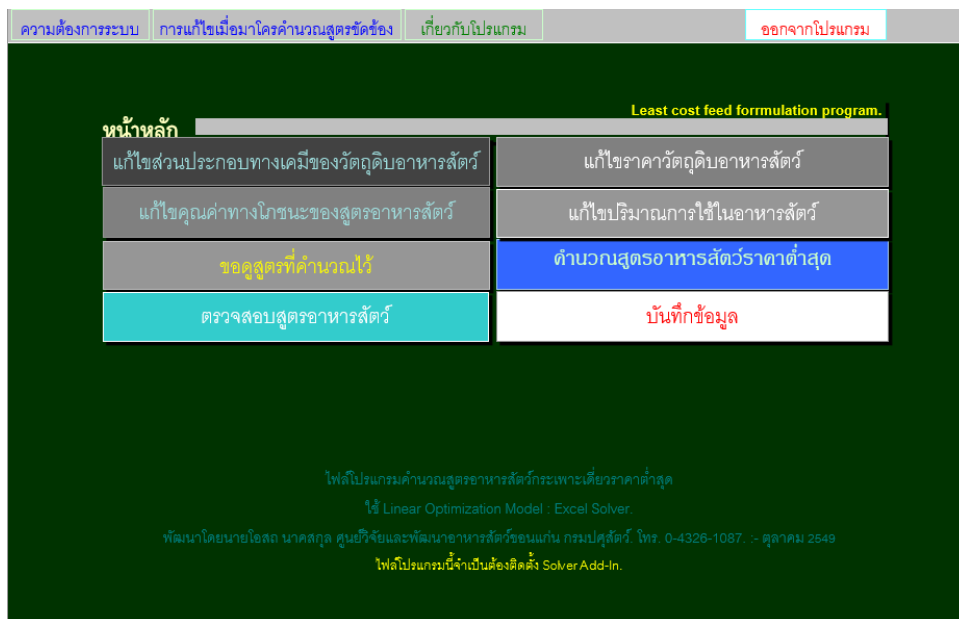 ความต้องการระบบ การแก้ไขเมื่อมาโครคำนวณสูตรขัดข้อง เกี่ยวกับโปรแกรม ออกจากโปรแกรม
Least cost feed forrmulation program.
หน้าหลัก
แก้ไขส่วนประกอบทางเคมีของวัตถุดิบอาหารสัตว์ แก้ไขราคาวัตถุดิบอาหารสัตว์
แก้ไขคุณค่าทางโภชนะของสูตรอาหารสัตว์ แก้ไขปริมาณการใช้ในอาหารสัตว์
ขอดูสูตรที่คำนวณไว้ คำนวณสูตรอาหารสัตว์ราคาต่ำสุด
ตรวจสอบสูตรอาหารสัตว์ บันทึกข้อมูล
ไฟล์โปรแกรมคำนวณสูตรอาหารสัตว์กระเพาะเดี่ยวราคาต่ำสุด
ใช้ Linear Optimization Model : Excel Solver.
พัฒนาโดยนายโอสถ นาคสกุล ศูนย์วิจัยและพัฒนาอาหารสัตว์ขอนแก่น กรมปศุสัตว์. โทร. 0-4326-1087. :- ตุลาคม 2549
ไฟล์โปรแกรมนี้จำเป็นต้องติดตั้ง Solver Add-In.